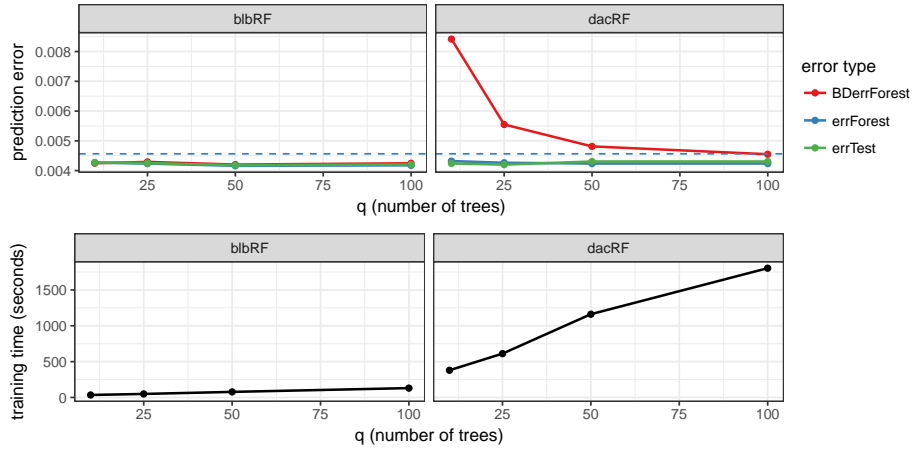 blbRF
dacRF
prediction error
0.008
0.007
0.006
0.005
0.004
25
50
75
100
25
50
75
100
q (number of trees)
error type
BDerrForest
errForest
errTest
blbRF
dacRF
training time (seconds)
1500
1000
500
0
25
50
75
100
25
50
75
100
q (number of trees)